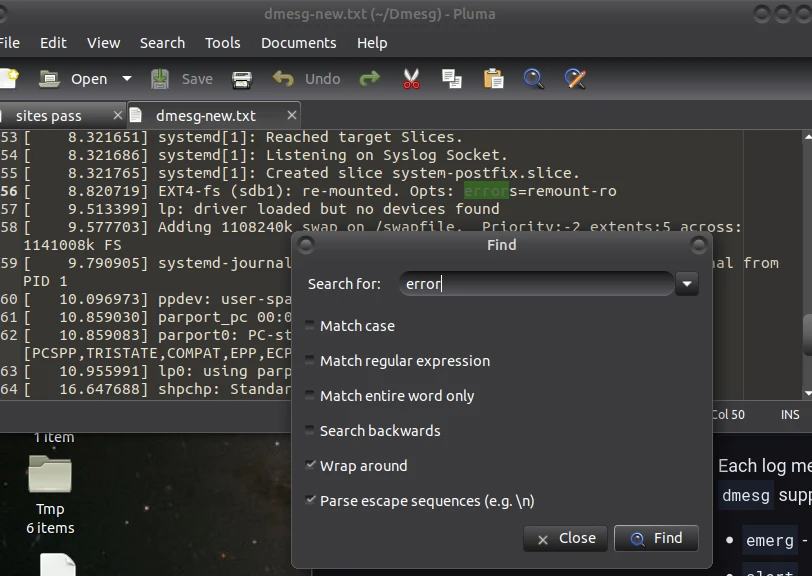 dmesg-new.txt (~/Dmesg) - Pluma
File Edit View Search Tools Documents Help
Open Save Undo
sites pass dmesg-new.txt
53 [    8.321651] systemd[1]: Reached target Slices.
54 [    8.321686] systemd[1]: Listening on Syslog Socket.
55 [    8.321765] systemd[1]: Created slice system-postfix.slice.
56 [    8.820719] EXT4-fs (sdb1): re-mounted. Opts: errors=remount-ro
57 [    9.513399] lp: driver loaded but no devices found
58 [    9.577703] Adding 1108240k swap on /swapfile.  Priority:-2 extents:5 across:
1141008k FS
59 [    9.790905] systemd-journal
al from
PID 1
60 [   10.096973] ppdev: user-spa
61 [   10.859030] parport_pc 00:0
62 [   10.859083] parport0: PC-st
[PCSPP,TRISTATE,COMPAT,EPP,ECP
63 [   10.955991] lp0: using parp
64 [   16.647688] shpchp: Standar
Find
Search for: error
Match case
Match regular expression
Match entire word only
Search backwards
Wrap around
Parse escape sequences (e.g. \n)
Close Find
Col 50 INS
1 item
Tmp
6 items
Each log me
dmesg supp
• emerg -
• alert